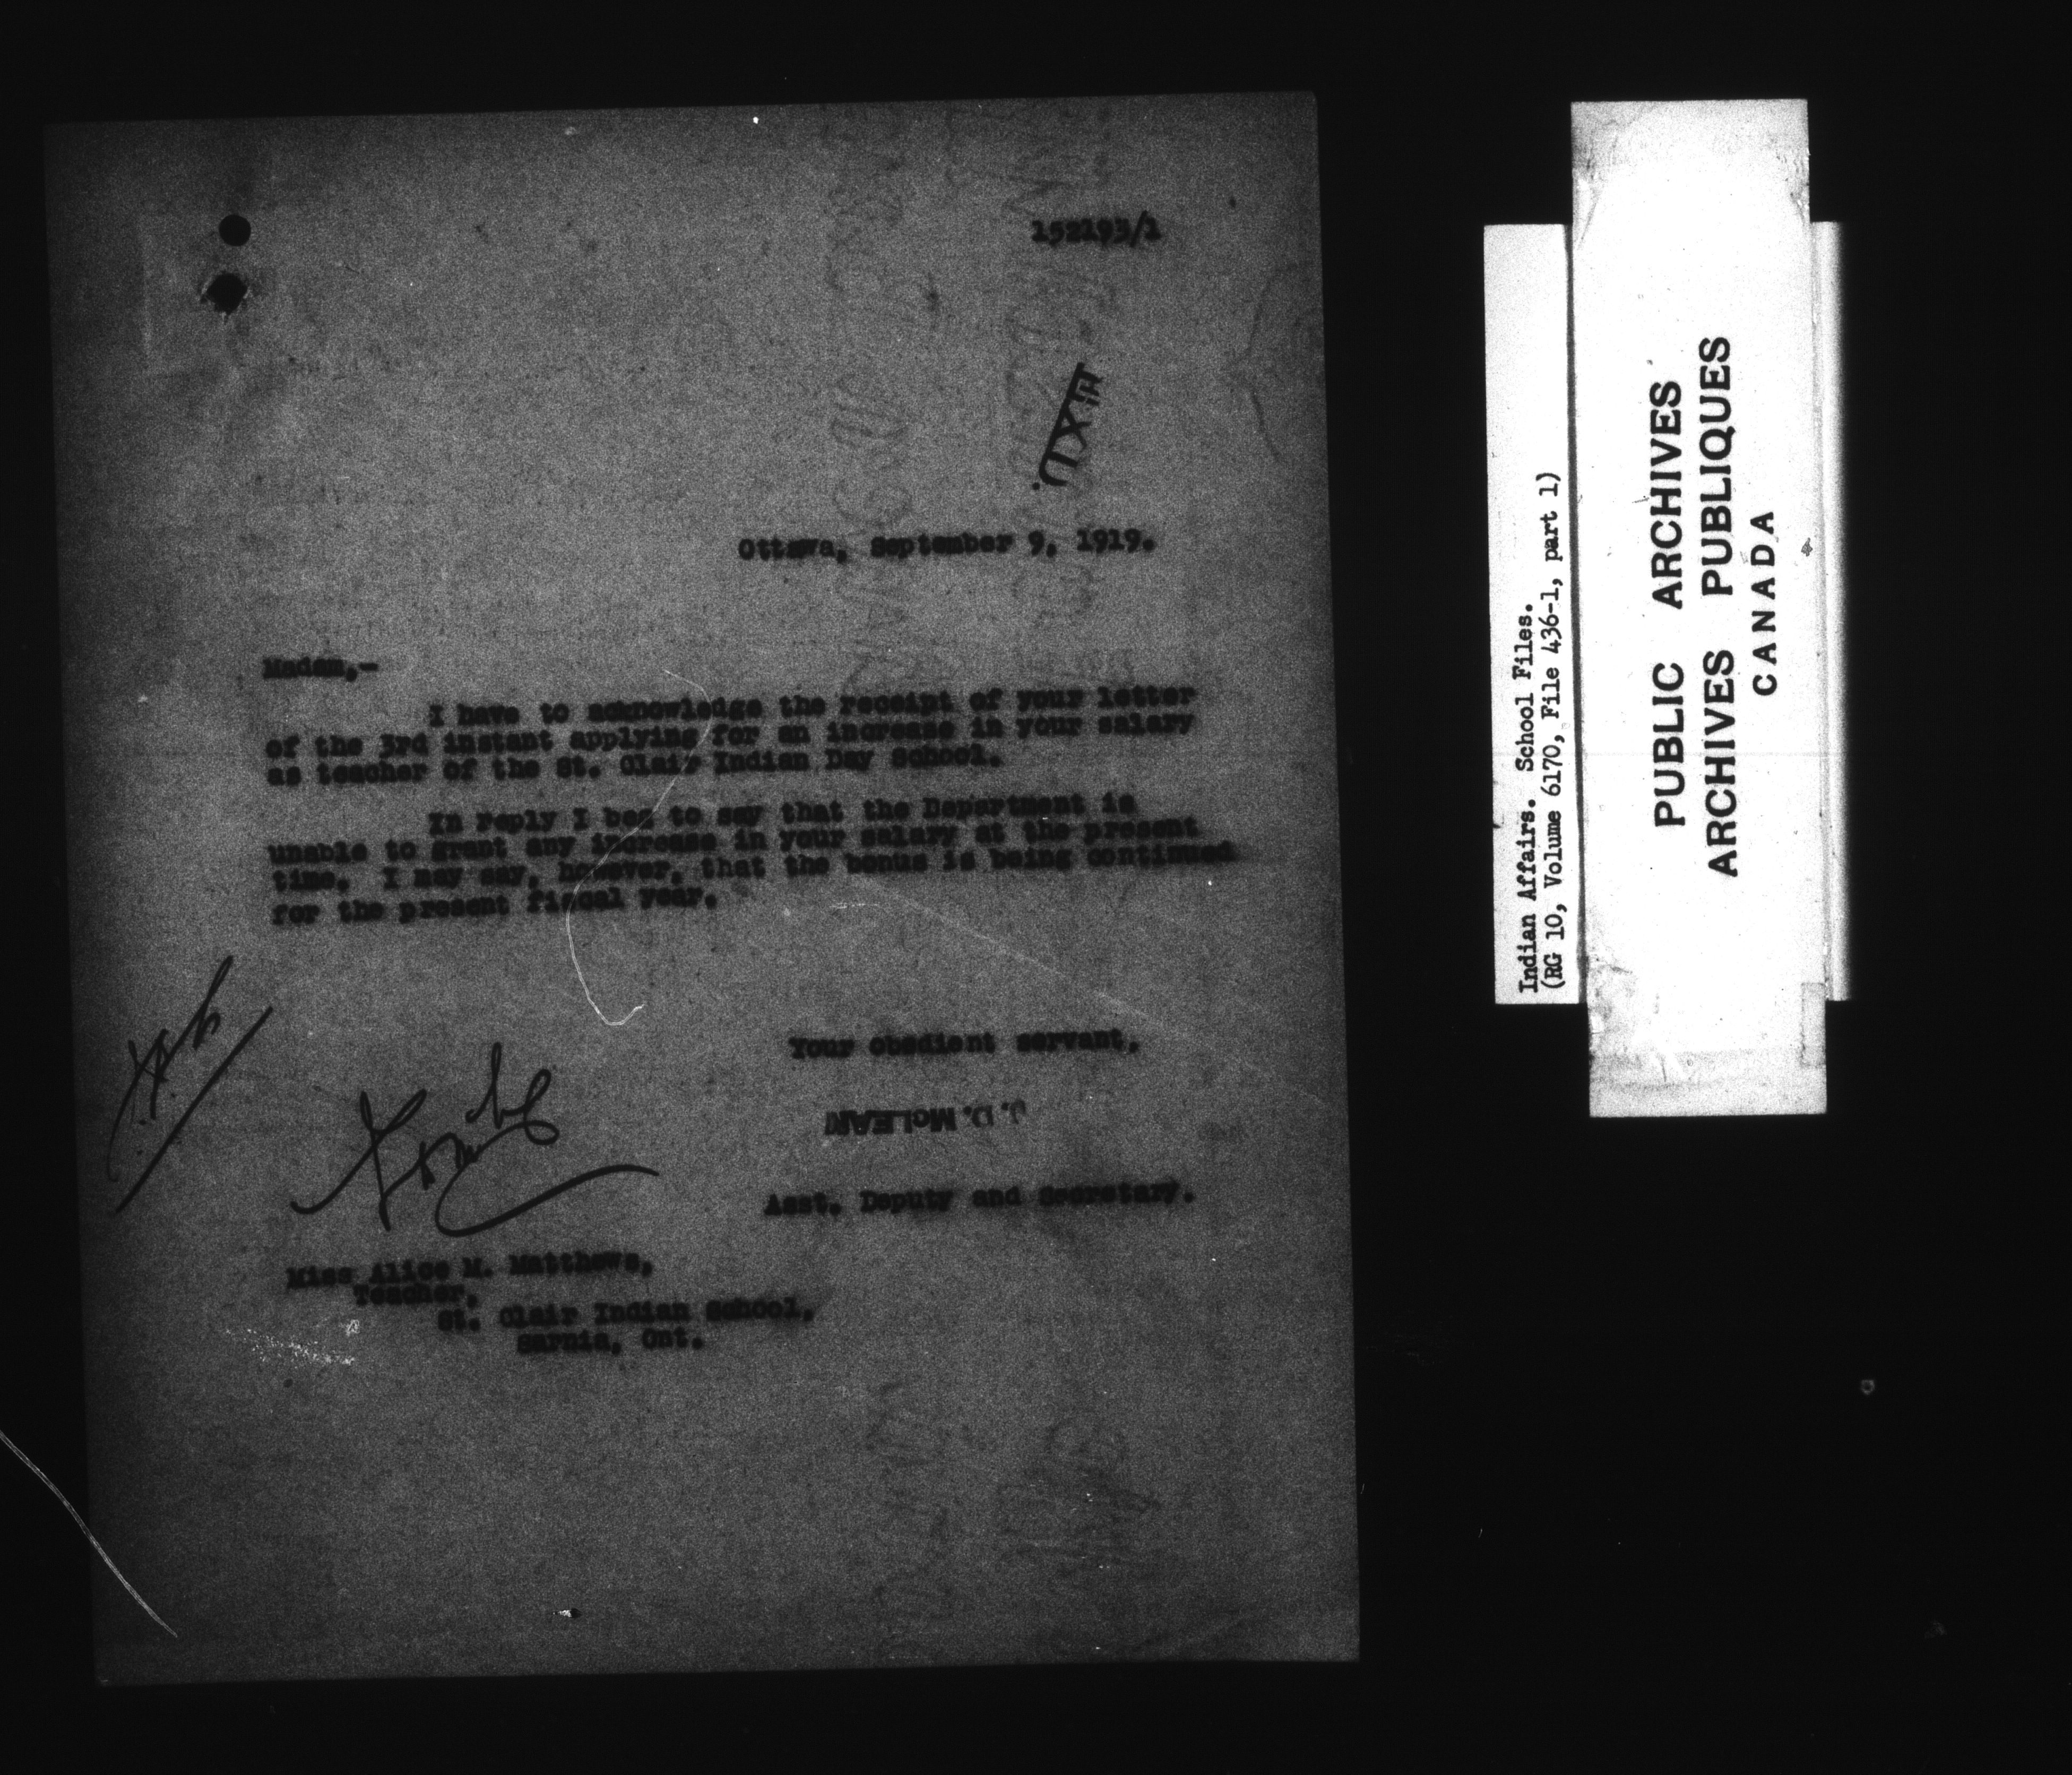 152193/1
Ottawa, September 9, 1919.
Madam,-
I have to acknowledge the receipt of your letter
of the 3rd instant applying for an increase in your salary
as teacher of the St. Clair Indian Day School.
In reply I beg to say that the Department is
unable to grant any increase in your salary at the present
time. I may say, however, that the bonus is being continued
for the present fiscal year.
Your obedient servant,
J. D. McLEAN
Asst. Deputy and Secretary.
Miss Alice M. Matthews,
Teacher,
St. Clair Indian School,
Sarnia, Ont.
Indian Affairs. School Files.
(RG 10, Volume 6170, File 436-1, part 1)
PUBLIC ARCHIVES
ARCHIVES PUBLIQUES
CANADA